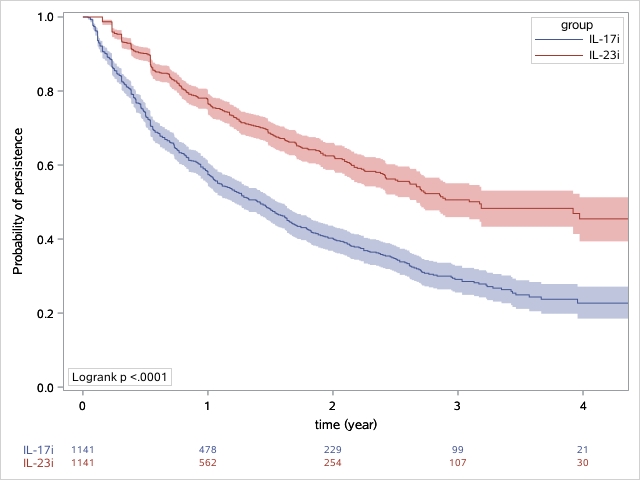 group
IL-17i
IL-23i
1.0
0.8
0.6
0.4
0.2
0.0
Probability of persistence
Logrank p <.0001
0 1 2 3 4
time (year)
IL-17i 1141 478 229 99 21
IL-23i 1141 562 254 107 30